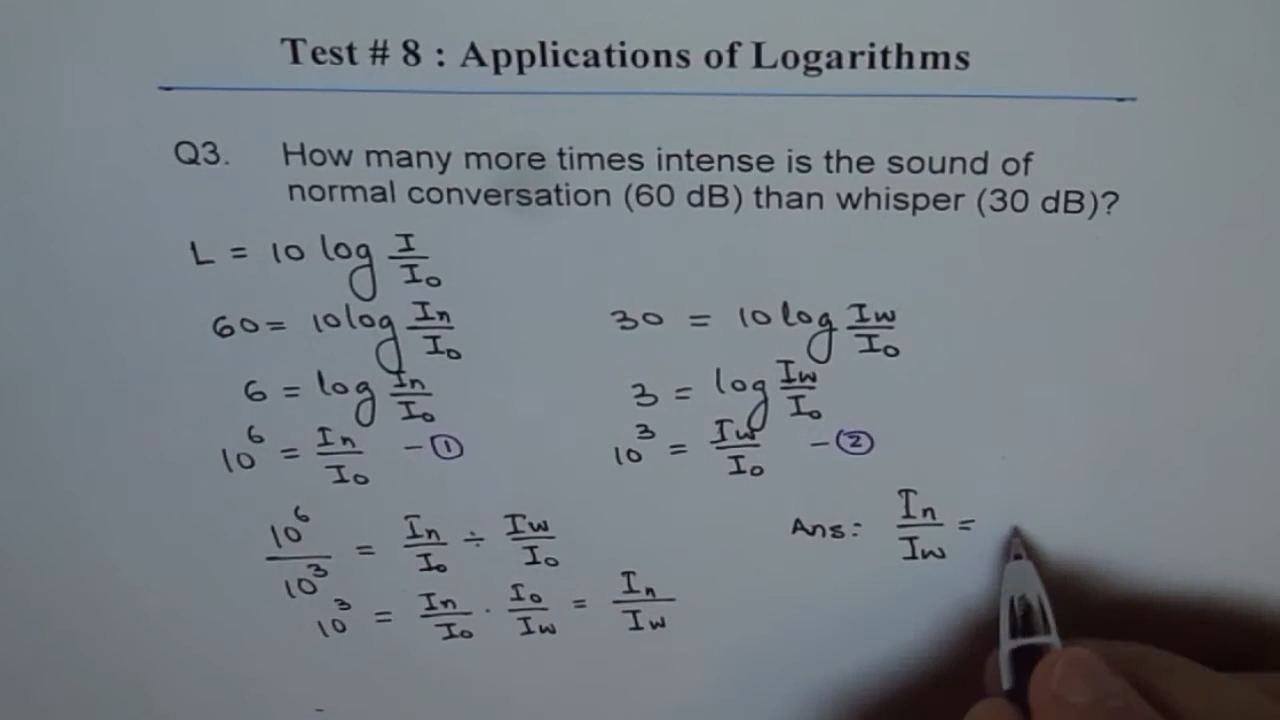 Test # 8 : Applications of Logarithms
Q3. How many more times intense is the sound of
normal conversation (60 dB) than whisper (30 dB)?
L = 10 log I/I₀
60 = 10 log In/I₀
6 = log In/I₀
10⁶ = In/I₀ – ①
30 = 10 log Iw/I₀
3 = log Iw/I₀
10³ = Iw/I₀ – ②
10⁶/10³ = In/I₀ ÷ Iw/I₀
10³ = In/I₀ · I₀/Iw = In/Iw
Ans: In/Iw =